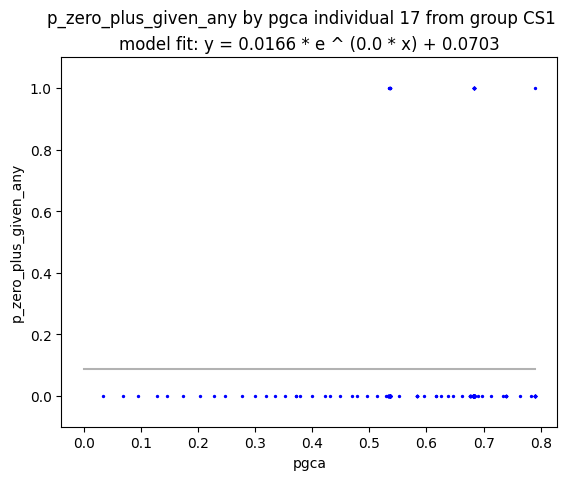 p_zero_plus_given_any by pgca individual 17 from group CS1
model fit: y = 0.0166 * e ^ (0.0 * x) + 0.0703
1.0
0.8
0.6
0.4
0.2
0.0
p_zero_plus_given_any
0.0 0.1 0.2 0.3 0.4 0.5 0.6 0.7 0.8
pgca